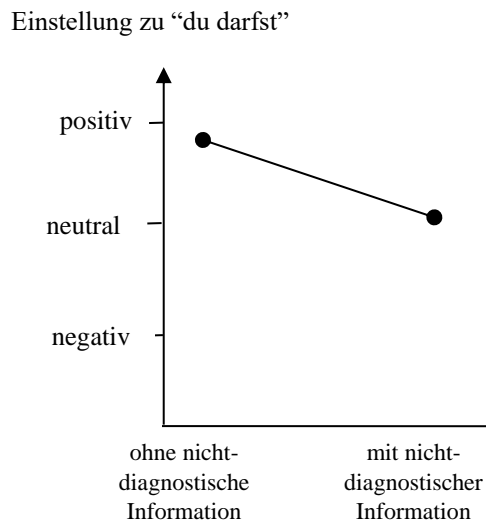 Einstellung zu “du darfst”
positiv
neutral
negativ
ohne nicht-
diagnostische
Information
mit nicht-
diagnostischer
Information